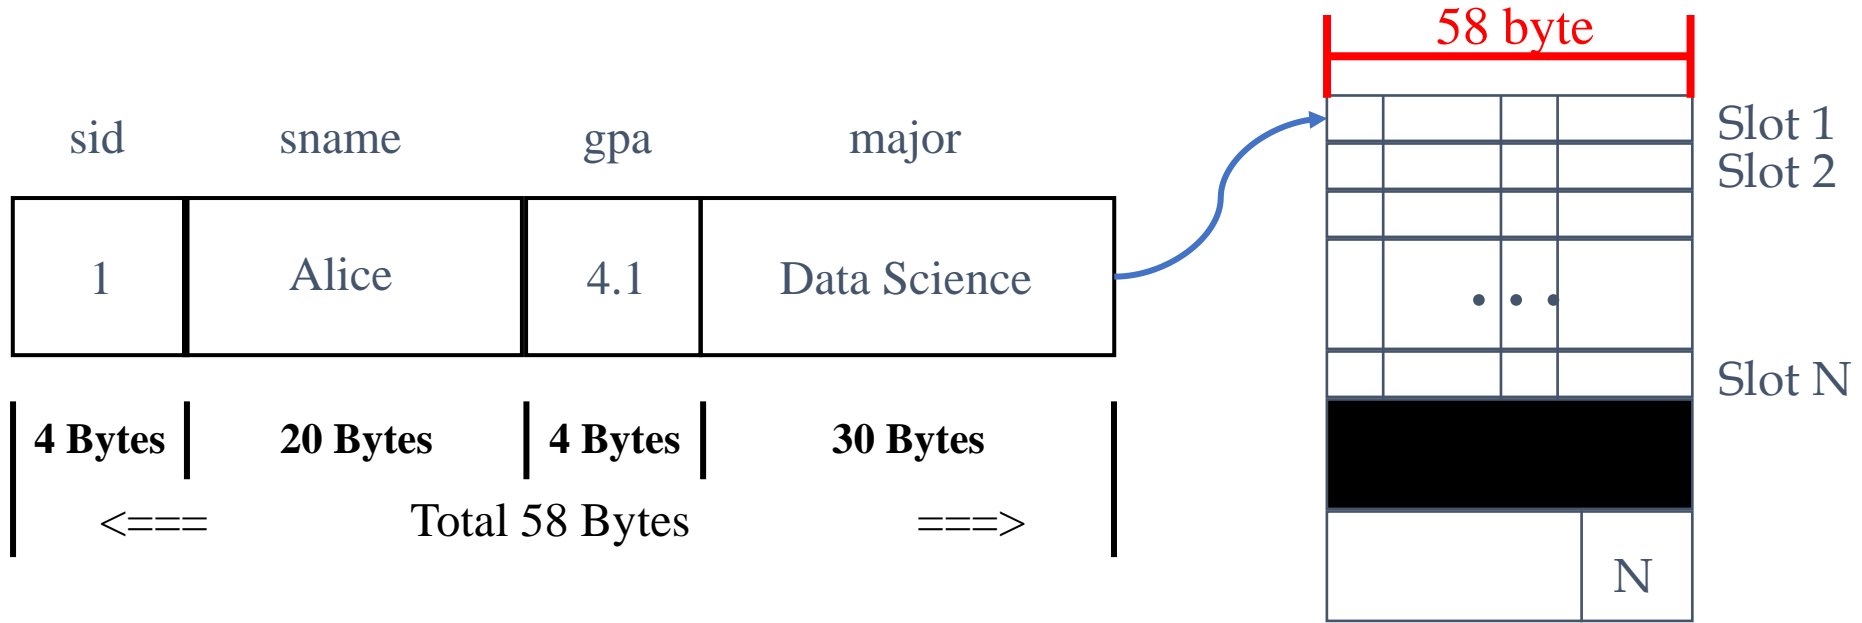 58 byte
sid sname gpa major
Slot 1
Slot 2
1 Alice 4.1 Data Science
• • •
Slot N
4 Bytes 20 Bytes 4 Bytes 30 Bytes
<=== Total 58 Bytes ===>
N